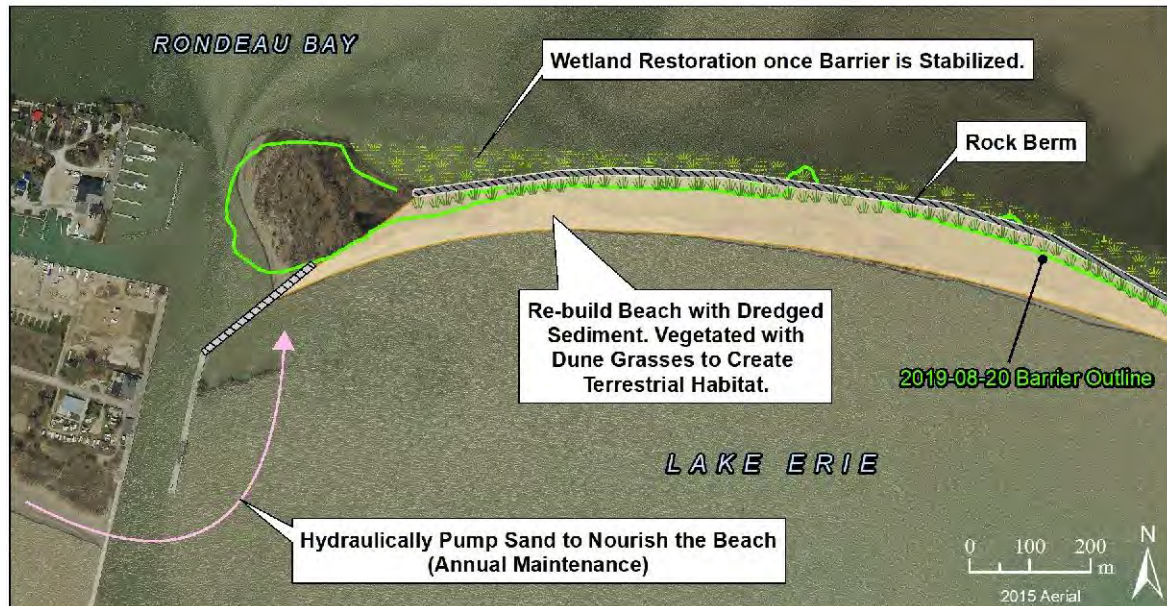 RONDEAU BAY
Wetland Restoration once Barrier is Stabilized.
Rock Berm
Re-build Beach with Dredged
Sediment. Vegetated with
Dune Grasses to Create
Terrestrial Habitat.
2019-08-20 Barrier Outline
LAKE ERIE
Hydraulically Pump Sand to Nourish the Beach
(Annual Maintenance)
0 100 200
m
N
2015 Aerial